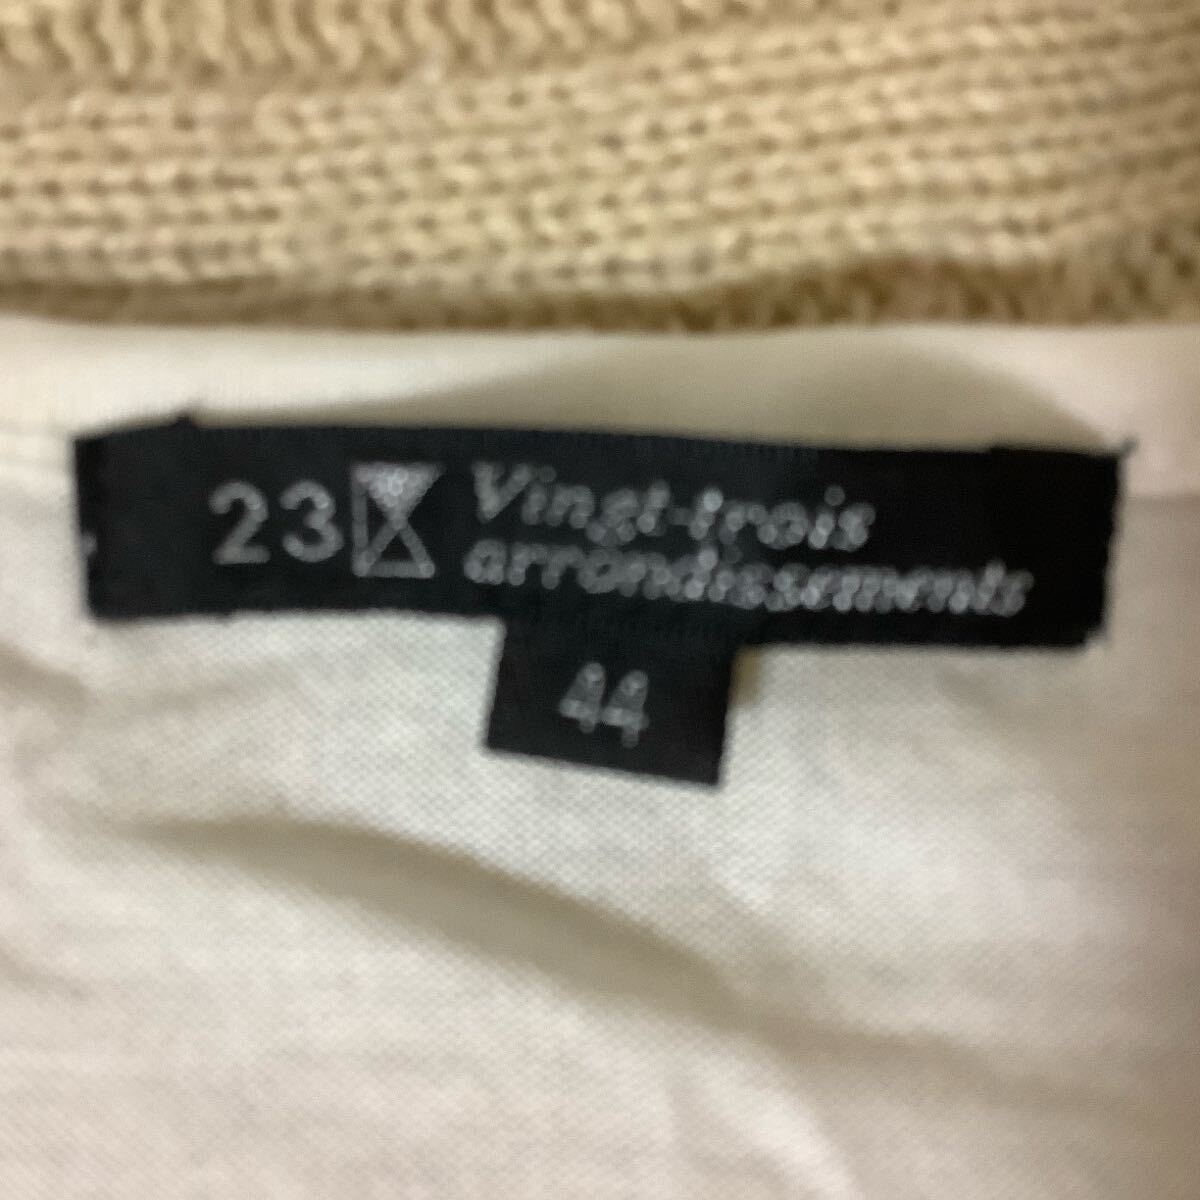 23 Vingt-trois
arrondissements
44